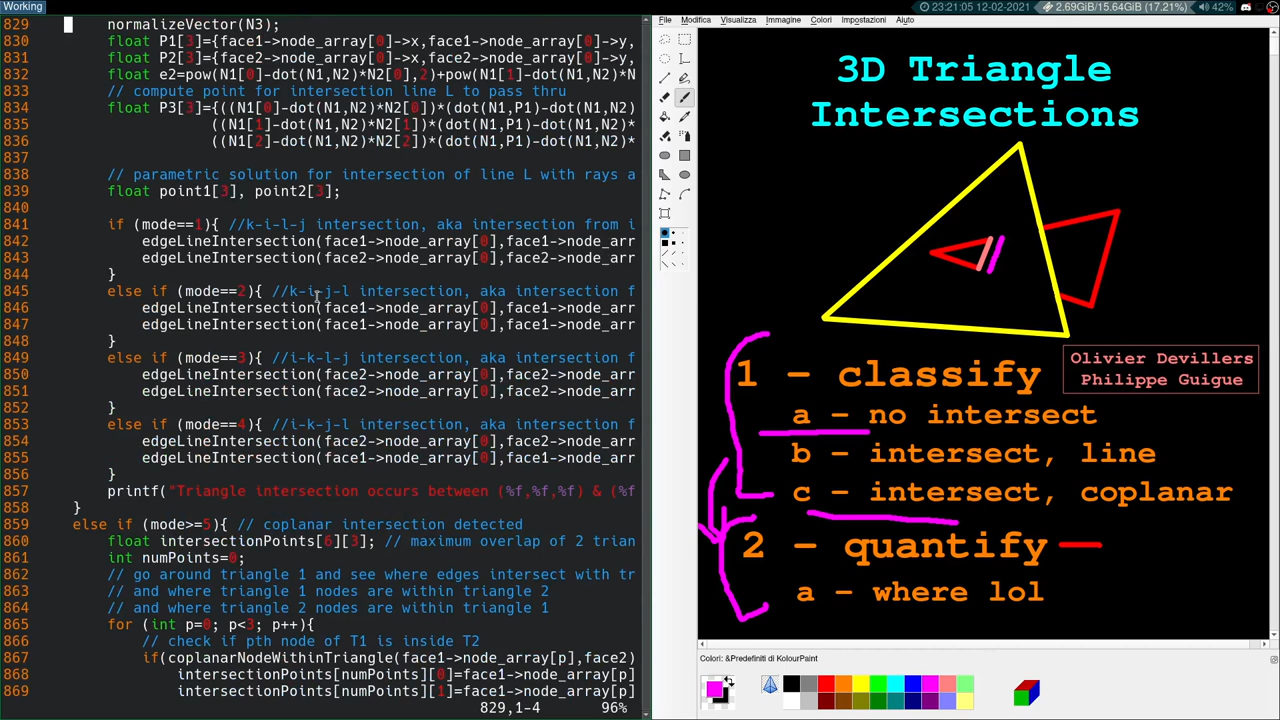 Working
23:21:05 12-02-2021 2.69GiB/15.64GiB (17.21%) 42%
829 normalizeVector(N3);
830 float P1[3]={face1->node_array[0]->x, face1->node_array[0]->y,
831 float P2[3]={face2->node_array[0]->x, face2->node_array[0]->y,
832 float e2=pow(N1[0]-dot(N1,N2)*N2[0],2)+pow(N1[1]-dot(N1,N2)*N
833 // compute point for intersection line L to pass thru
834 float P3[3]={((N1[0]-dot(N1,N2)*N2[0])*(dot(N1,P1)-dot(N1,N2)
835 ((N1[1]-dot(N1,N2)*N2[1])*(dot(N1,P1)-dot(N1,N2)*
836 ((N1[2]-dot(N1,N2)*N2[2])*(dot(N1,P1)-dot(N1,N2)*
837
838 // parametric solution for intersection of line L with rays a
839 float point1[3], point2[3];
840
841 if (mode==1){ //k-i-l-j intersection, aka intersection from i
842 edgeLineIntersection(face1->node_array[0],face1->node_arr
843 edgeLineIntersection(face2->node_array[0],face2->node_arr
844 }
845 else if (mode==2){ //k-i-j-l intersection, aka intersection f
846 edgeLineIntersection(face1->node_array[0],face1->node_arr
847 edgeLineIntersection(face1->node_array[0],face1->node_arr
848 }
849 else if (mode==3){ //i-k-l-j intersection, aka intersection f
850 edgeLineIntersection(face2->node_array[0],face2->node_arr
851 edgeLineIntersection(face2->node_array[0],face2->node_arr
852 }
853 else if (mode==4){ //i-k-j-l intersection, aka intersection f
854 edgeLineIntersection(face2->node_array[0],face2->node_arr
855 edgeLineIntersection(face1->node_array[0],face1->node_arr
856 }
857 printf("Triangle intersection occurs between (%f,%f,%f) & (%f
858 }
859 else if (mode>=5){ // coplanar intersection detected
860 float intersectionPoints[6][3]; // maximum overlap of 2 trian
861 int numPoints=0;
862 // go around triangle 1 and see where edges intersect with tr
863 // and where triangle 1 nodes are within triangle 2
864 // and where triangle 2 nodes are within triangle 1
865 for (int p=0; p<3; p++){
866 // check if pth node of T1 is inside T2
867 if(coplanarNodeWithinTriangle(face1->node_array[p],face2)
868 intersectionPoints[numPoints][0]=face1->node_array[p]
869 intersectionPoints[numPoints][1]=face1->node_array[p]
829,1-4 96%
File Modifica Visualizza Immagine Colori Impostazioni Aiuto
3D Triangle
Intersections
1 - classify
Olivier Devillers
Philippe Guigue
a - no intersect
b - intersect, line
c - intersect, coplanar
2 - quantify
a - where lol
Colori: &Predefiniti di KolourPaint